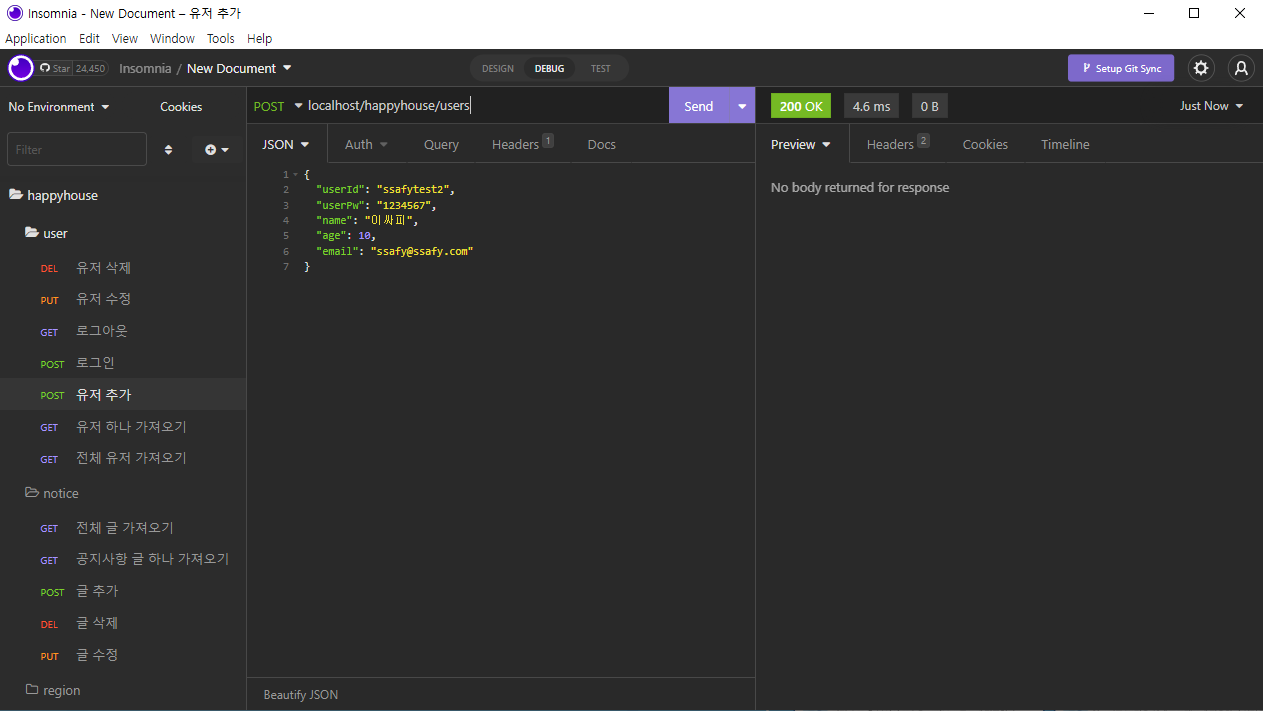 Insomnia - New Document – 유저 추가
Application Edit View Window Tools Help
Star 24,450 Insomnia / New Document DESIGN DEBUG TEST Setup Git Sync
No Environment Cookies
Filter
happyhouse
user
DEL 유저 삭제
PUT 유저 수정
GET 로그아웃
POST 로그인
POST 유저 추가
GET 유저 하나 가져오기
GET 전체 유저 가져오기
notice
GET 전체 글 가져오기
GET 공지사항 글 하나 가져오기
POST 글 추가
DEL 글 삭제
PUT 글 수정
region
POST localhost/happyhouse/users Send
JSON Auth Query Headers 1 Docs
1 {
2 "userId": "ssafytest2",
3 "userPw": "1234567",
4 "name": "이싸피",
5 "age": 10,
6 "email": "ssafy@ssafy.com"
7 }
Beautify JSON
200 OK 4.6 ms 0 B Just Now
Preview Headers 2 Cookies Timeline
No body returned for response